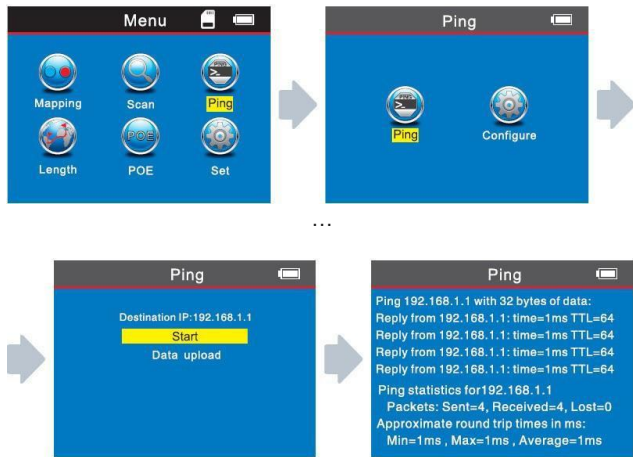 Menu
Mapping Scan Ping
Length POE Set
Ping
Ping Configure
...
Ping
Destination IP:192.168.1.1
Start
Data upload
Ping
Ping 192.168.1.1 with 32 bytes of data:
Reply from 192.168.1.1: time=1ms TTL=64
Reply from 192.168.1.1: time=1ms TTL=64
Reply from 192.168.1.1: time=1ms TTL=64
Reply from 192.168.1.1: time=1ms TTL=64
Ping statistics for192.168.1.1
Packets: Sent=4, Received=4, Lost=0
Approximate round trip times in ms:
Min=1ms , Max=1ms , Average=1ms